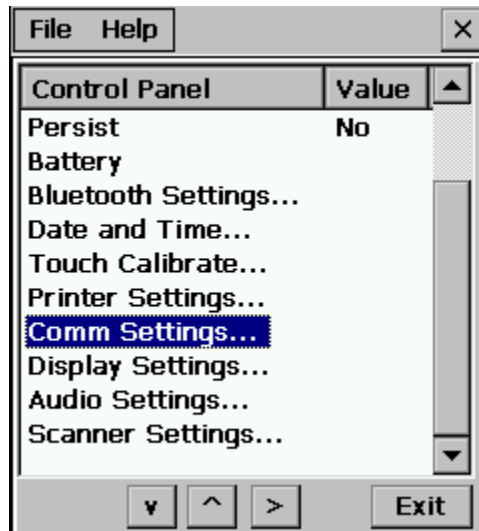 File Help ×
Control Panel Value
Persist No
Battery
Bluetooth Settings...
Date and Time...
Touch Calibrate...
Printer Settings...
Comm Settings...
Display Settings...
Audio Settings...
Scanner Settings...
v ^ > Exit